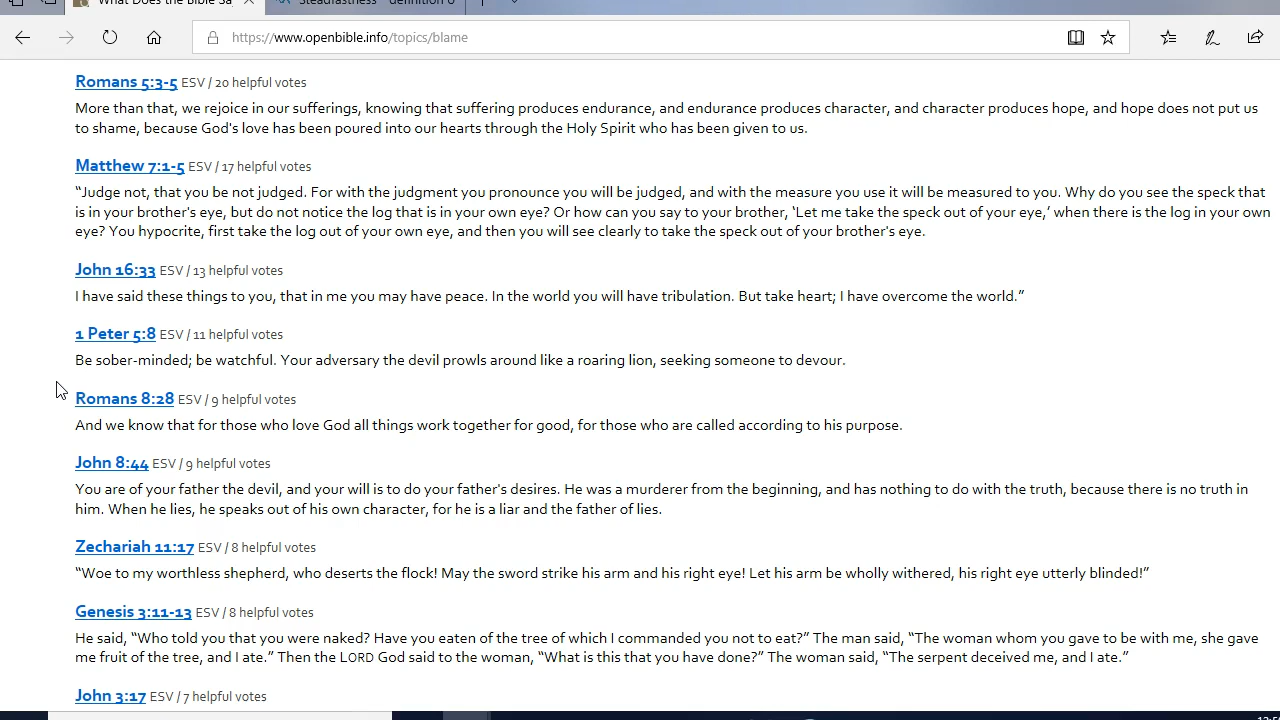 What Does the Bible Sa
Steadfastness definition o
https://www.openbible.info/topics/blame
Romans 5:3-5 ESV / 20 helpful votes
More than that, we rejoice in our sufferings, knowing that suffering produces endurance, and endurance produces character, and character produces hope, and hope does not put us
to shame, because God's love has been poured into our hearts through the Holy Spirit who has been given to us.
Matthew 7:1-5 ESV / 17 helpful votes
“Judge not, that you be not judged. For with the judgment you pronounce you will be judged, and with the measure you use it will be measured to you. Why do you see the speck that
is in your brother's eye, but do not notice the log that is in your own eye? Or how can you say to your brother, ‘Let me take the speck out of your eye,’ when there is the log in your own
eye? You hypocrite, first take the log out of your own eye, and then you will see clearly to take the speck out of your brother's eye.
John 16:33 ESV / 13 helpful votes
I have said these things to you, that in me you may have peace. In the world you will have tribulation. But take heart; I have overcome the world.”
1 Peter 5:8 ESV / 11 helpful votes
Be sober-minded; be watchful. Your adversary the devil prowls around like a roaring lion, seeking someone to devour.
Romans 8:28 ESV / 9 helpful votes
And we know that for those who love God all things work together for good, for those who are called according to his purpose.
John 8:44 ESV / 9 helpful votes
You are of your father the devil, and your will is to do your father's desires. He was a murderer from the beginning, and has nothing to do with the truth, because there is no truth in
him. When he lies, he speaks out of his own character, for he is a liar and the father of lies.
Zechariah 11:17 ESV / 8 helpful votes
“Woe to my worthless shepherd, who deserts the flock! May the sword strike his arm and his right eye! Let his arm be wholly withered, his right eye utterly blinded!”
Genesis 3:11-13 ESV / 8 helpful votes
He said, “Who told you that you were naked? Have you eaten of the tree of which I commanded you not to eat?” The man said, “The woman whom you gave to be with me, she gave
me fruit of the tree, and I ate.” Then the LORD God said to the woman, “What is this that you have done?” The woman said, “The serpent deceived me, and I ate.”
John 3:17 ESV / 7 helpful votes